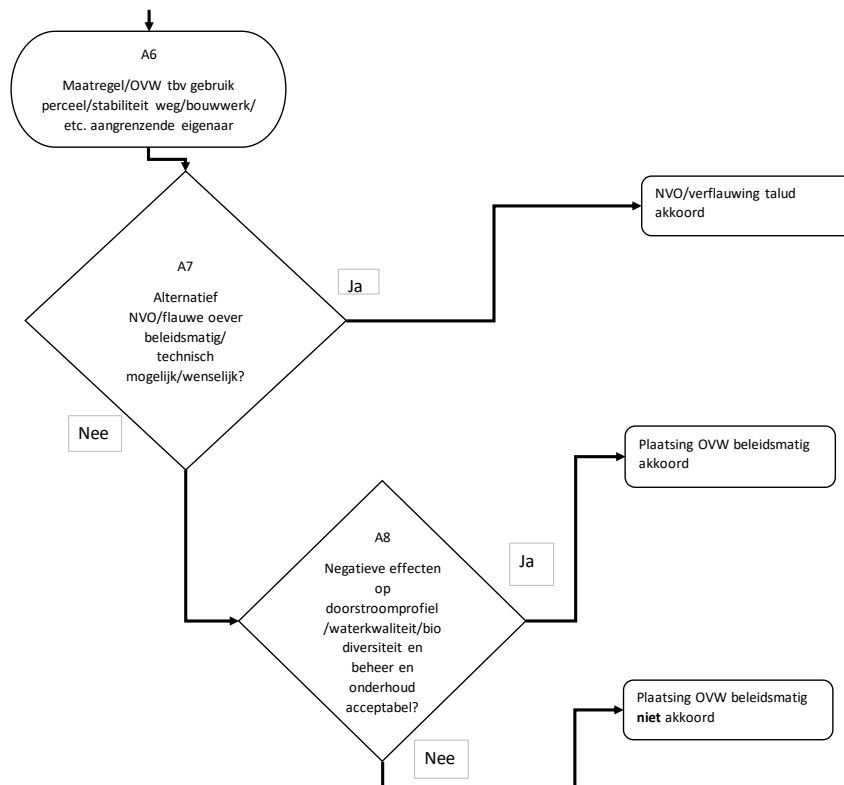 A6
Maatregel/OVW tbv gebruik
perceel/stabiliteit weg/bouwwerk/
etc. aangrenzende eigenaar
NVO/verflauwing talud
akkoord
A7
Alternatief
NVO/flauwe oever
beleidsmatig/
technisch
mogelijk/wenselijk?
Ja
Nee
Plaatsing OVW beleidsmatig
akkoord
A8
Negatieve effecten
op
doorstroomprofiel
/waterkwaliteit/bio
diversiteit en
beheer en
onderhoud
acceptabel?
Ja
Plaatsing OVW beleidsmatig
niet akkoord
Nee